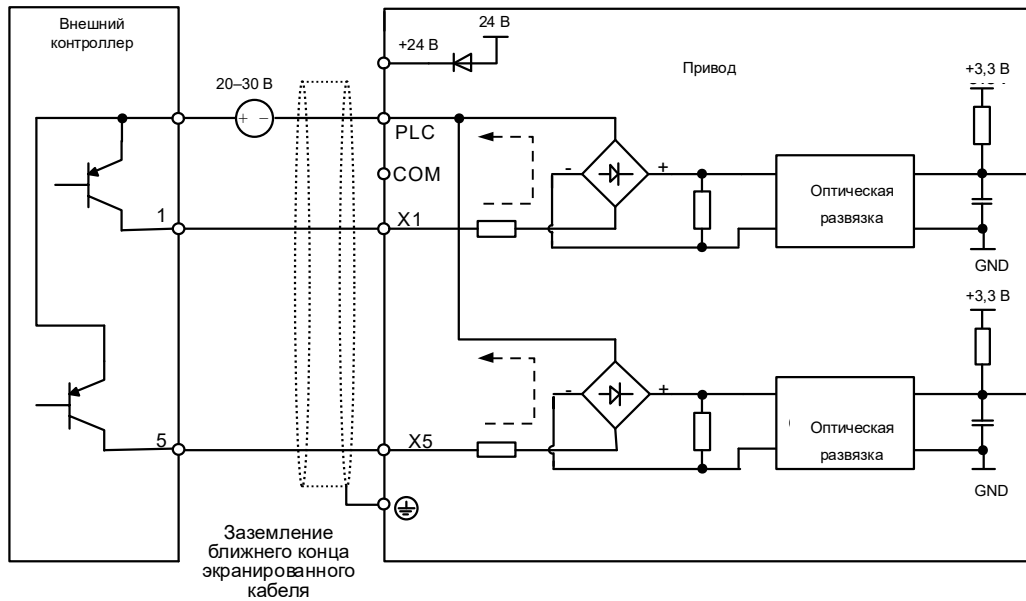 Внешний
контроллер
24 В
+24 В
20–30 В
+ −
Привод
+3,3 В
PLC
COM
- +
1
X1
Оптическая
развязка
GND
+3,3 В
- +
5
X5
Оптическая
развязка
GND
Заземление
ближнего конца
экранированного
кабеля